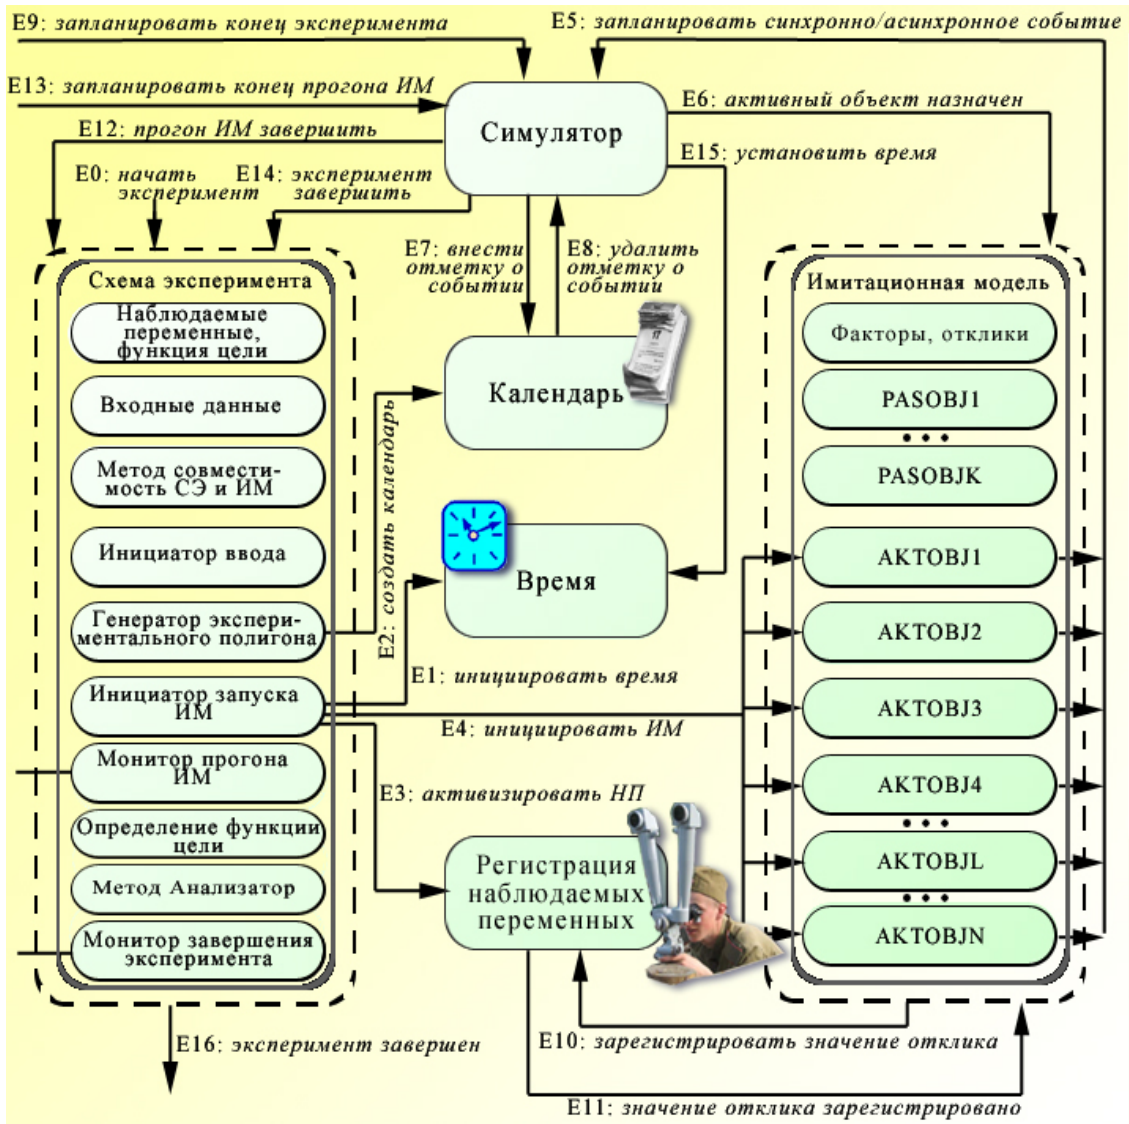 E9: запланировать конец эксперимента
E5: запланировать синхронно/асинхронное событие
E13: запланировать конец прогона ИМ
E6: активный объект назначен
E12: прогон ИМ завершить
Симулятор
E15: установить время
E0: начать
эксперимент
E14: эксперимент
завершить
E7: внести
отметку о
событии
E8: удалить
отметку о
событии
Схема эксперимента
Наблюдаемые
переменные,
функция цели
Входные данные
Метод совмести-
мость СЭ и ИМ
Инициатор ввода
Генератор экспери-
ментального полигона
Инициатор запуска
ИМ
Монитор прогона
ИМ
Определение функции
цели
Метод Анализатор
Монитор завершения
эксперимента
Календарь
E2: создать календарь
Время
E1: инициировать время
E4: инициировать ИМ
E3: активизировать НП
Регистрация
наблюдаемых
переменных
Имитационная модель
Факторы, отклики
PASOBJ1
• • •
PASOBJK
AKTOBJ1
AKTOBJ2
AKTOBJ3
AKTOBJ4
• • •
AKTOBJL
• • •
AKTOBJN
E16: эксперимент завершен
E10: зарегистрировать значение отклика
E11: значение отклика зарегистрировано